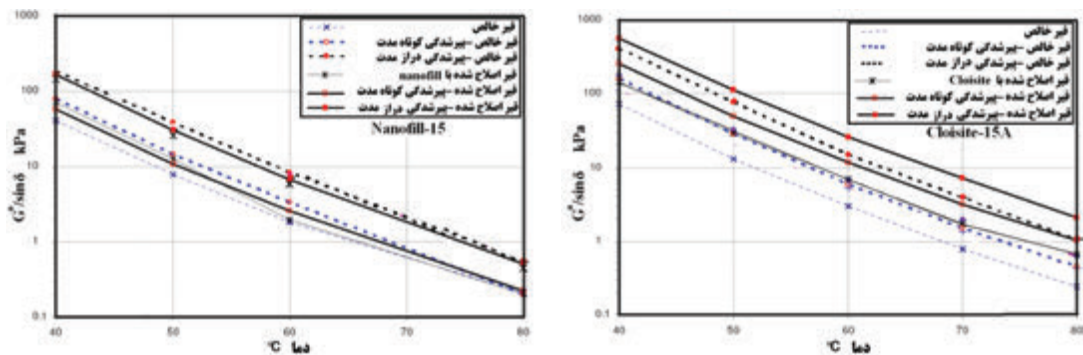 1000
100
10
1
0.1
G*/sinδ kPa
قیر خالص
قیر خالص –پیرشدگی کوتاه مدت
قیر خالص –پیرشدگی دراز مدت
قیر اصلاح شده با nanofill
قیر اصلاح شده –پیرشدگی کوتاه مدت
قیر اصلاح شده –پیرشدگی دراز مدت
Nanofill-15
40
50
60
70
80
دما °C
1000
100
10
1
0.1
G*/sinδ kPa
قیر خالص
قیر خالص –پیرشدگی کوتاه مدت
قیر خالص –پیرشدگی دراز مدت
قیر اصلاح شده با Cloisite
قیر اصلاح شده –پیرشدگی کوتاه مدت
قیر اصلاح شده –پیرشدگی دراز مدت
Cloisite-15A
40
50
60
70
80
دما °C